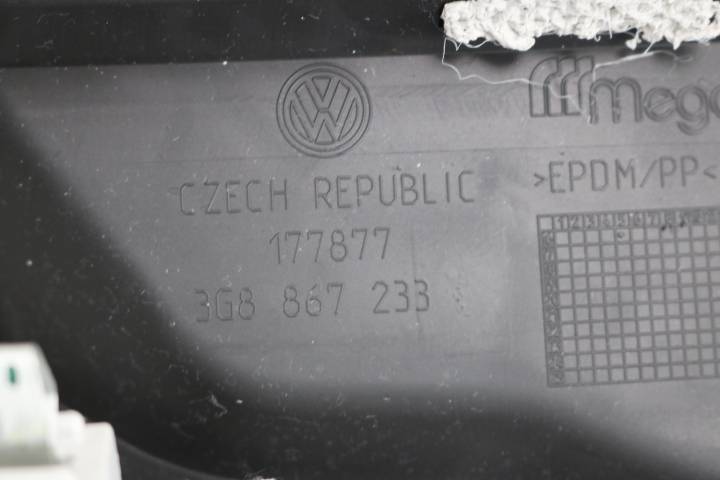 CZECH REPUBLIC
177877
3G8 867 233
>EPDM/PP<